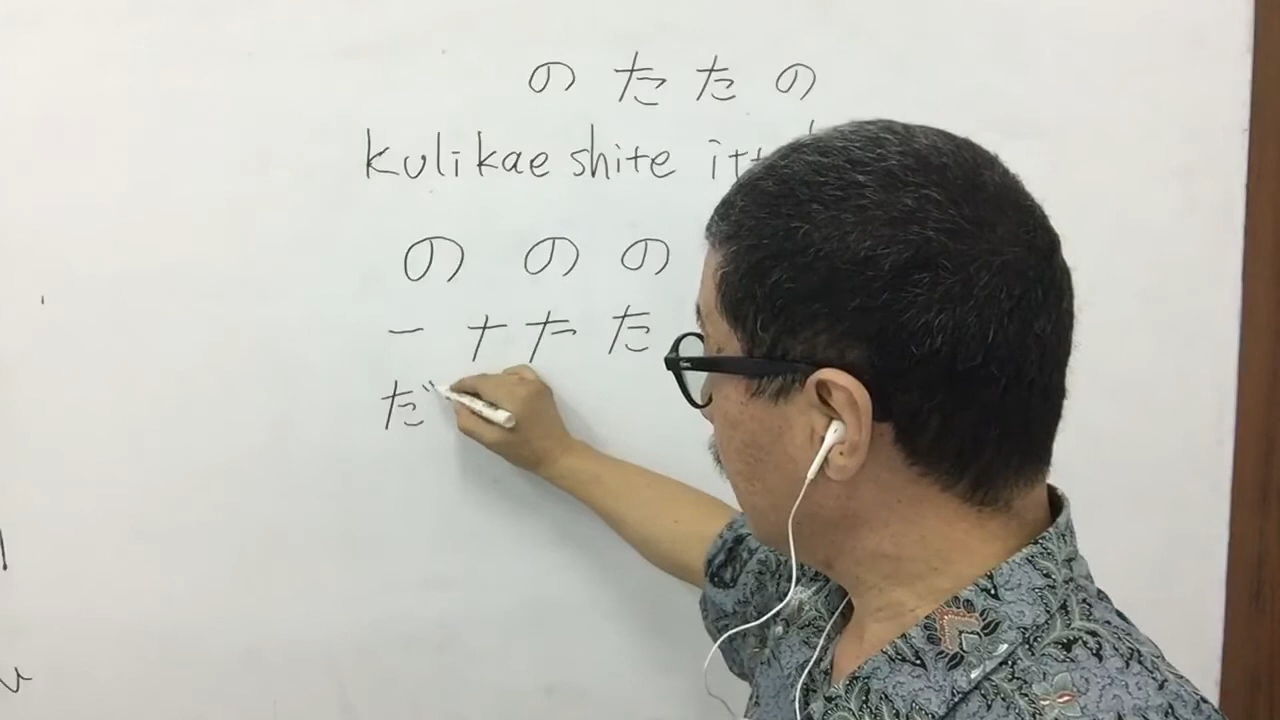 のたたの
kulikae shite
の の の
一 ナ た た
だ